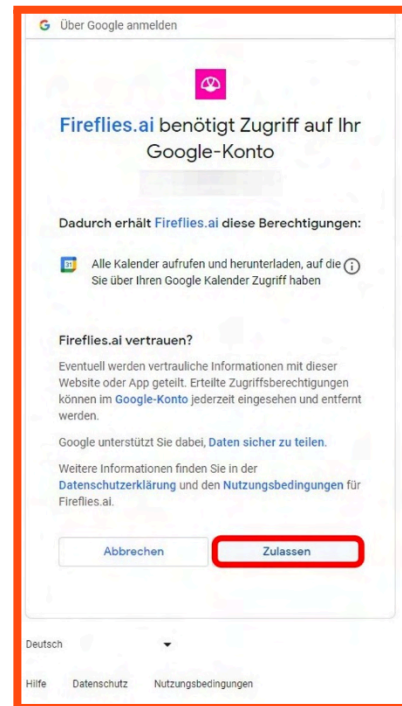 Über Google anmelden
Fireflies.ai benötigt Zugriff auf Ihr
Google-Konto
Dadurch erhält Fireflies.ai diese Berechtigungen:
Alle Kalender aufrufen und herunterladen, auf die
Sie über Ihren Google Kalender Zugriff haben
Fireflies.ai vertrauen?
Eventuell werden vertrauliche Informationen mit dieser
Website oder App geteilt. Erteilte Zugriffsberechtigungen
können im Google-Konto jederzeit eingesehen und entfernt
werden.
Google unterstützt Sie dabei, Daten sicher zu teilen.
Weitere Informationen finden Sie in der
Datenschutzerklärung und den Nutzungsbedingungen für
Fireflies.ai.
Abbrechen Zulassen
Deutsch
Hilfe Datenschutz Nutzungsbedingungen